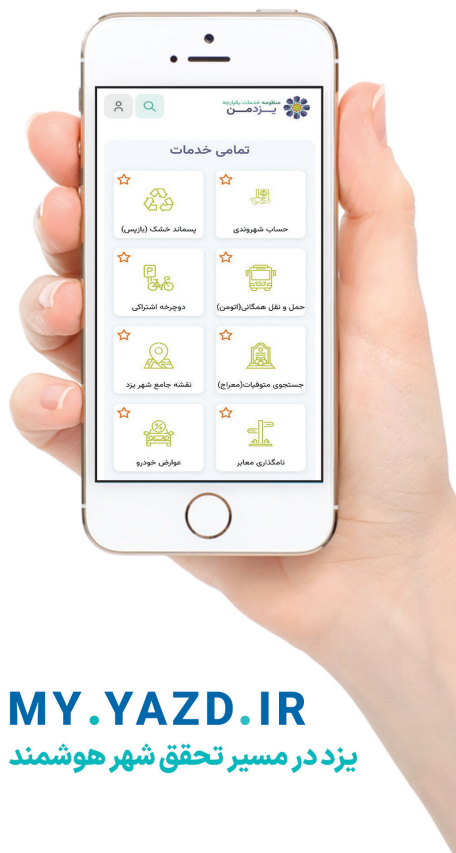 منظومه خدمات یکپارچه
یــزدمــن
تمامی خدمات
حساب شهروندی
پسماند خشک (بازیس)
حمل و نقل همگانی(اتومن)
P
دوچرخه اشتراکی
جستجوی متوفیات(معراج)
نقشه جامع شهر یزد
نامگذاری معابر
%
عوارض خودرو
MY.YAZD.IR
یزد در مسیر تحقق شهر هوشمند